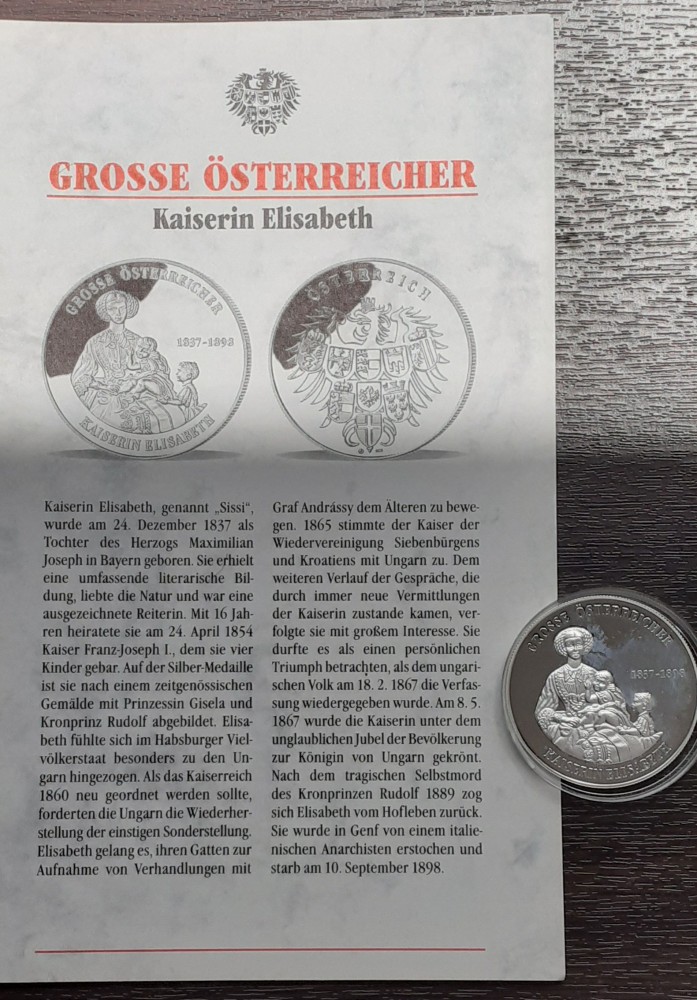 GROSSE ÖSTERREICHER
Kaiserin Elisabeth
GROSSE ÖSTERREICHER
1837-1898
KAISERIN ELISABETH
ÖSTERREICH
Kaiserin Elisabeth, genannt „Sissi",
wurde am 24. Dezember 1837 als
Tochter des Herzogs Maximilian
Joseph in Bayern geboren. Sie erhielt
eine umfassende literarische Bil-
dung, liebte die Natur und war eine
ausgezeichnete Reiterin. Mit 16 Jah-
ren heiratete sie am 24. April 1854
Kaiser Franz-Joseph I., dem sie vier
Kinder gebar. Auf der Silber-Medaille
ist sie nach einem zeitgenössischen
Gemälde mit Prinzessin Gisela und
Kronprinz Rudolf abgebildet. Elisa-
beth fühlte sich im Habsburger Viel-
völkerstaat besonders zu den Un-
garn hingezogen. Als das Kaiserreich
1860 neu geordnet werden sollte,
forderten die Ungarn die Wiederher-
stellung der einstigen Sonderstellung.
Elisabeth gelang es, ihren Gatten zur
Aufnahme von Verhandlungen mit
Graf Andrássy dem Älteren zu bewe-
gen. 1865 stimmte der Kaiser der
Wiedervereinigung Siebenbürgens
und Kroatiens mit Ungarn zu. Dem
weiteren Verlauf der Gespräche, die
durch immer neue Vermittlungen
der Kaiserin zustande kamen, ver-
folgte sie mit großem Interesse. Sie
durfte es als einen persönlichen
Triumph betrachten, als dem ungari-
schen Volk am 18. 2. 1867 die Verfas-
sung wiedergegeben wurde. Am 8. 5.
1867 wurde die Kaiserin unter dem
unglaublichen Jubel der Bevölkerung
zur Königin von Ungarn gekrönt.
Nach dem tragischen Selbstmord
des Kronprinzen Rudolf 1889 zog
sich Elisabeth vom Hofleben zurück.
Sie wurde in Genf von einem italie-
nischen Anarchisten erstochen und
starb am 10. September 1898.
GROSSE ÖSTERREICHER
1837-1898
KAISERIN ELISABETH